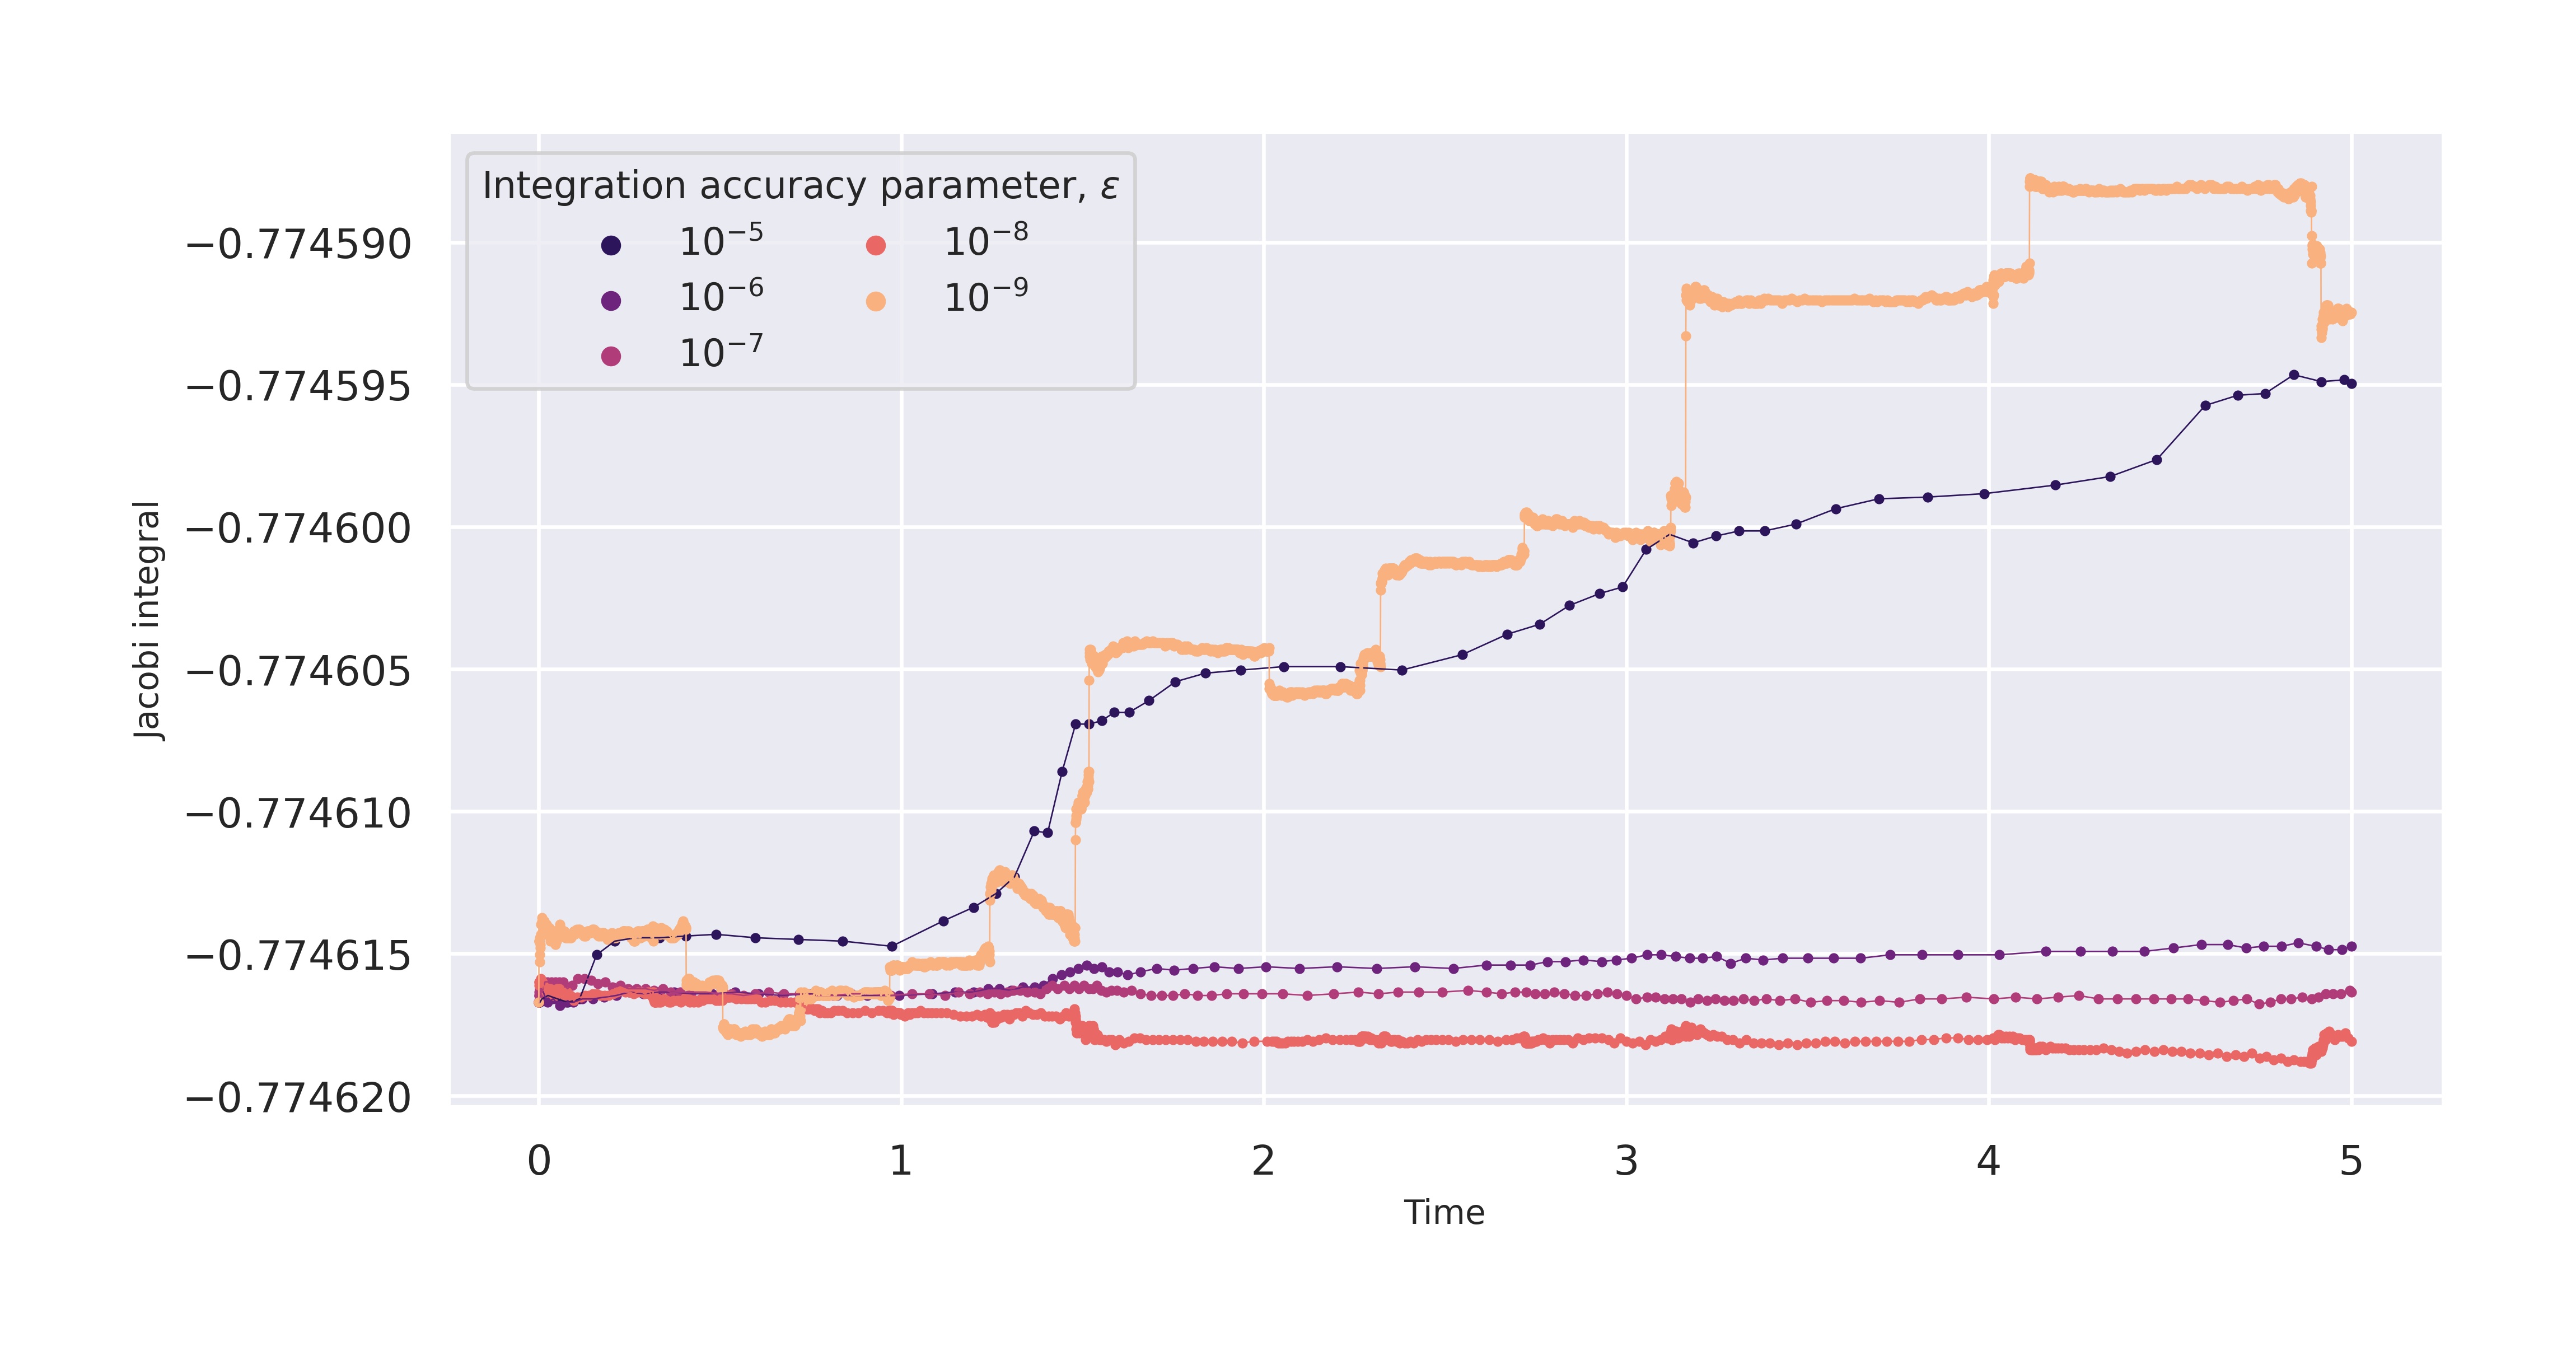 Integration accuracy parameter, ε
10⁻⁵ 10⁻⁸
10⁻⁶ 10⁻⁹
10⁻⁷
−0.774590
−0.774595
−0.774600
−0.774605
−0.774610
−0.774615
−0.774620
Jacobi integral
0 1 2 3 4 5
Time